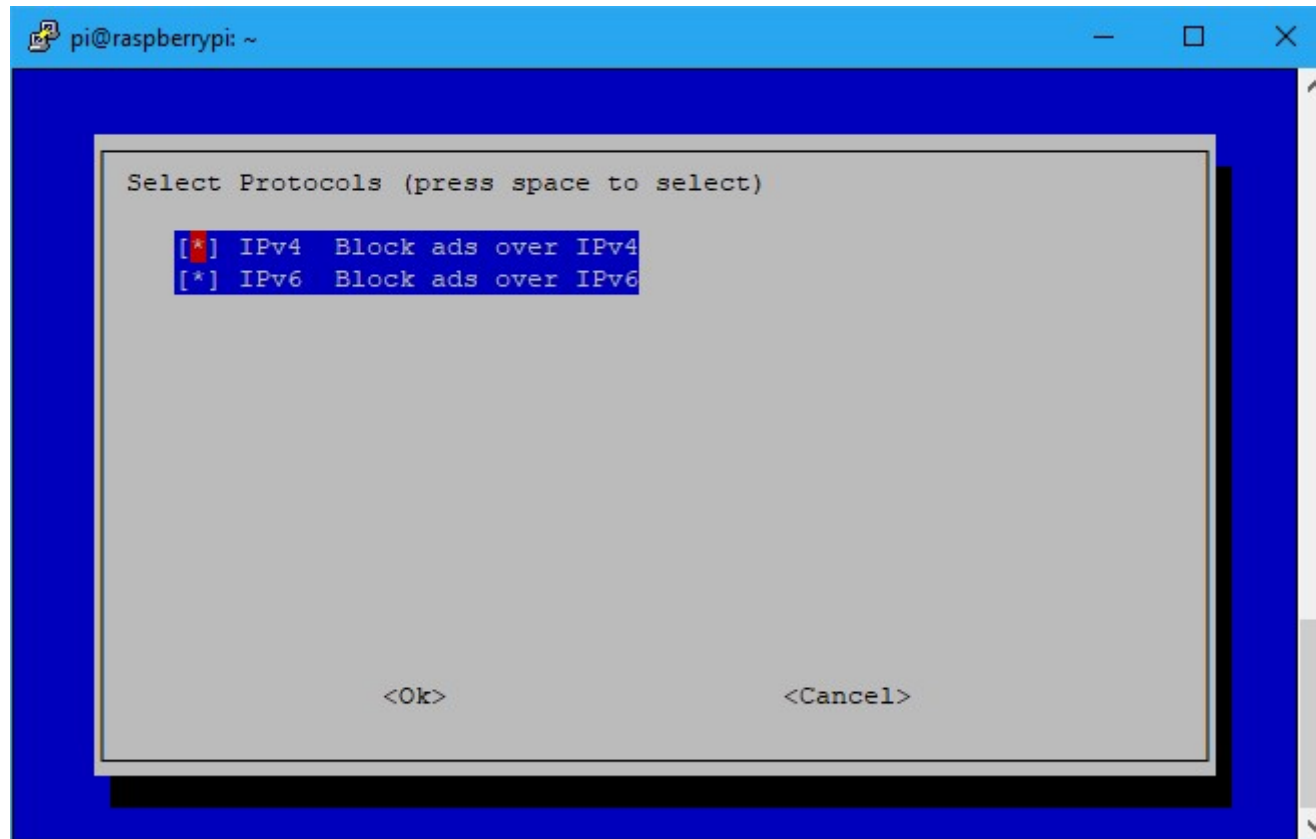 pi@raspberrypi: ~
Select Protocols (press space to select)
[*] IPv4  Block ads over IPv4
[*] IPv6  Block ads over IPv6
<Ok> <Cancel>